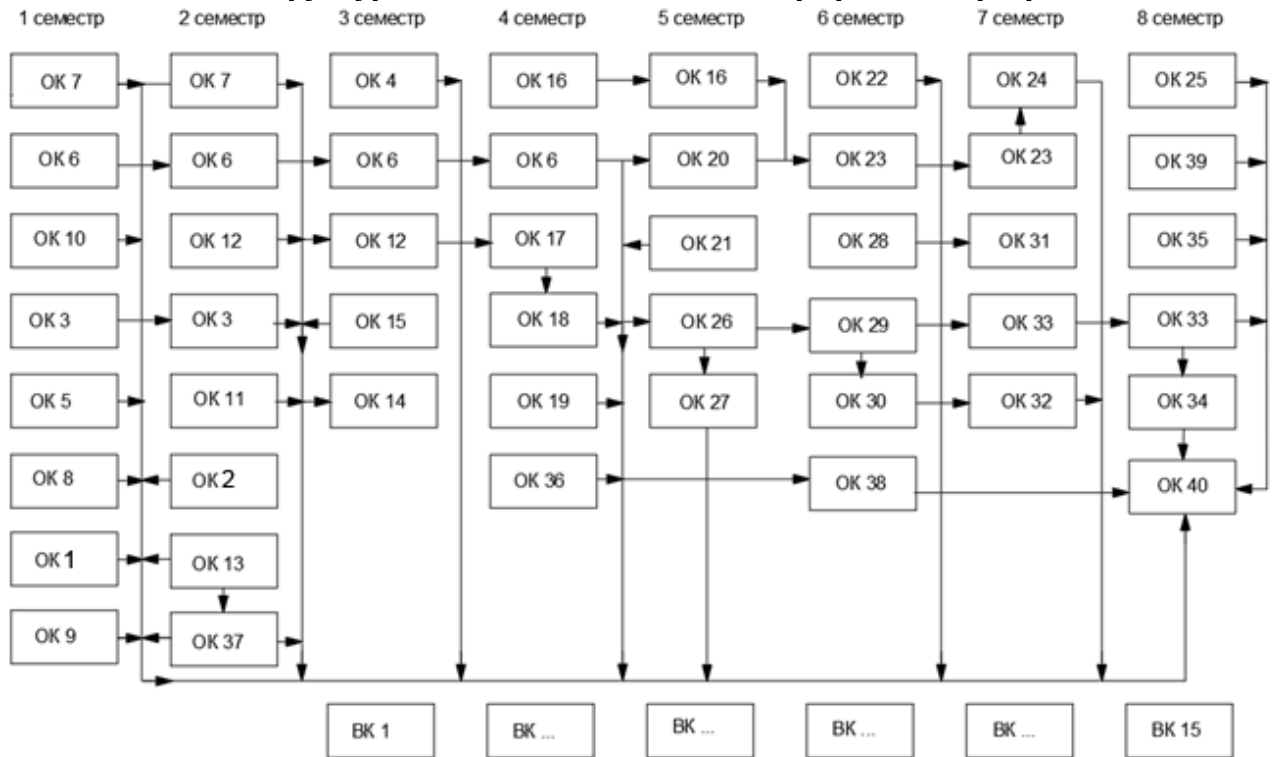 1 семестр 2 семестр 3 семестр 4 семестр 5 семестр 6 семестр 7 семестр 8 семестр
ОК 7 ОК 7 ОК 4 ОК 16 ОК 16 ОК 22 ОК 24 ОК 25
ОК 6 ОК 6 ОК 6 ОК 6 ОК 20 ОК 23 ОК 23 ОК 39
ОК 10 ОК 12 ОК 12 ОК 17 ОК 21 ОК 28 ОК 31 ОК 35
ОК 3 ОК 3 ОК 15 ОК 18 ОК 26 ОК 29 ОК 33 ОК 33
ОК 5 ОК 11 ОК 14 ОК 19 ОК 27 ОК 30 ОК 32 ОК 34
ОК 8 ОК 2 ОК 36 ОК 38 ОК 40
ОК 1 ОК 13
ОК 9 ОК 37
ВК 1 ВК ... ВК ... ВК ... ВК ... ВК 15